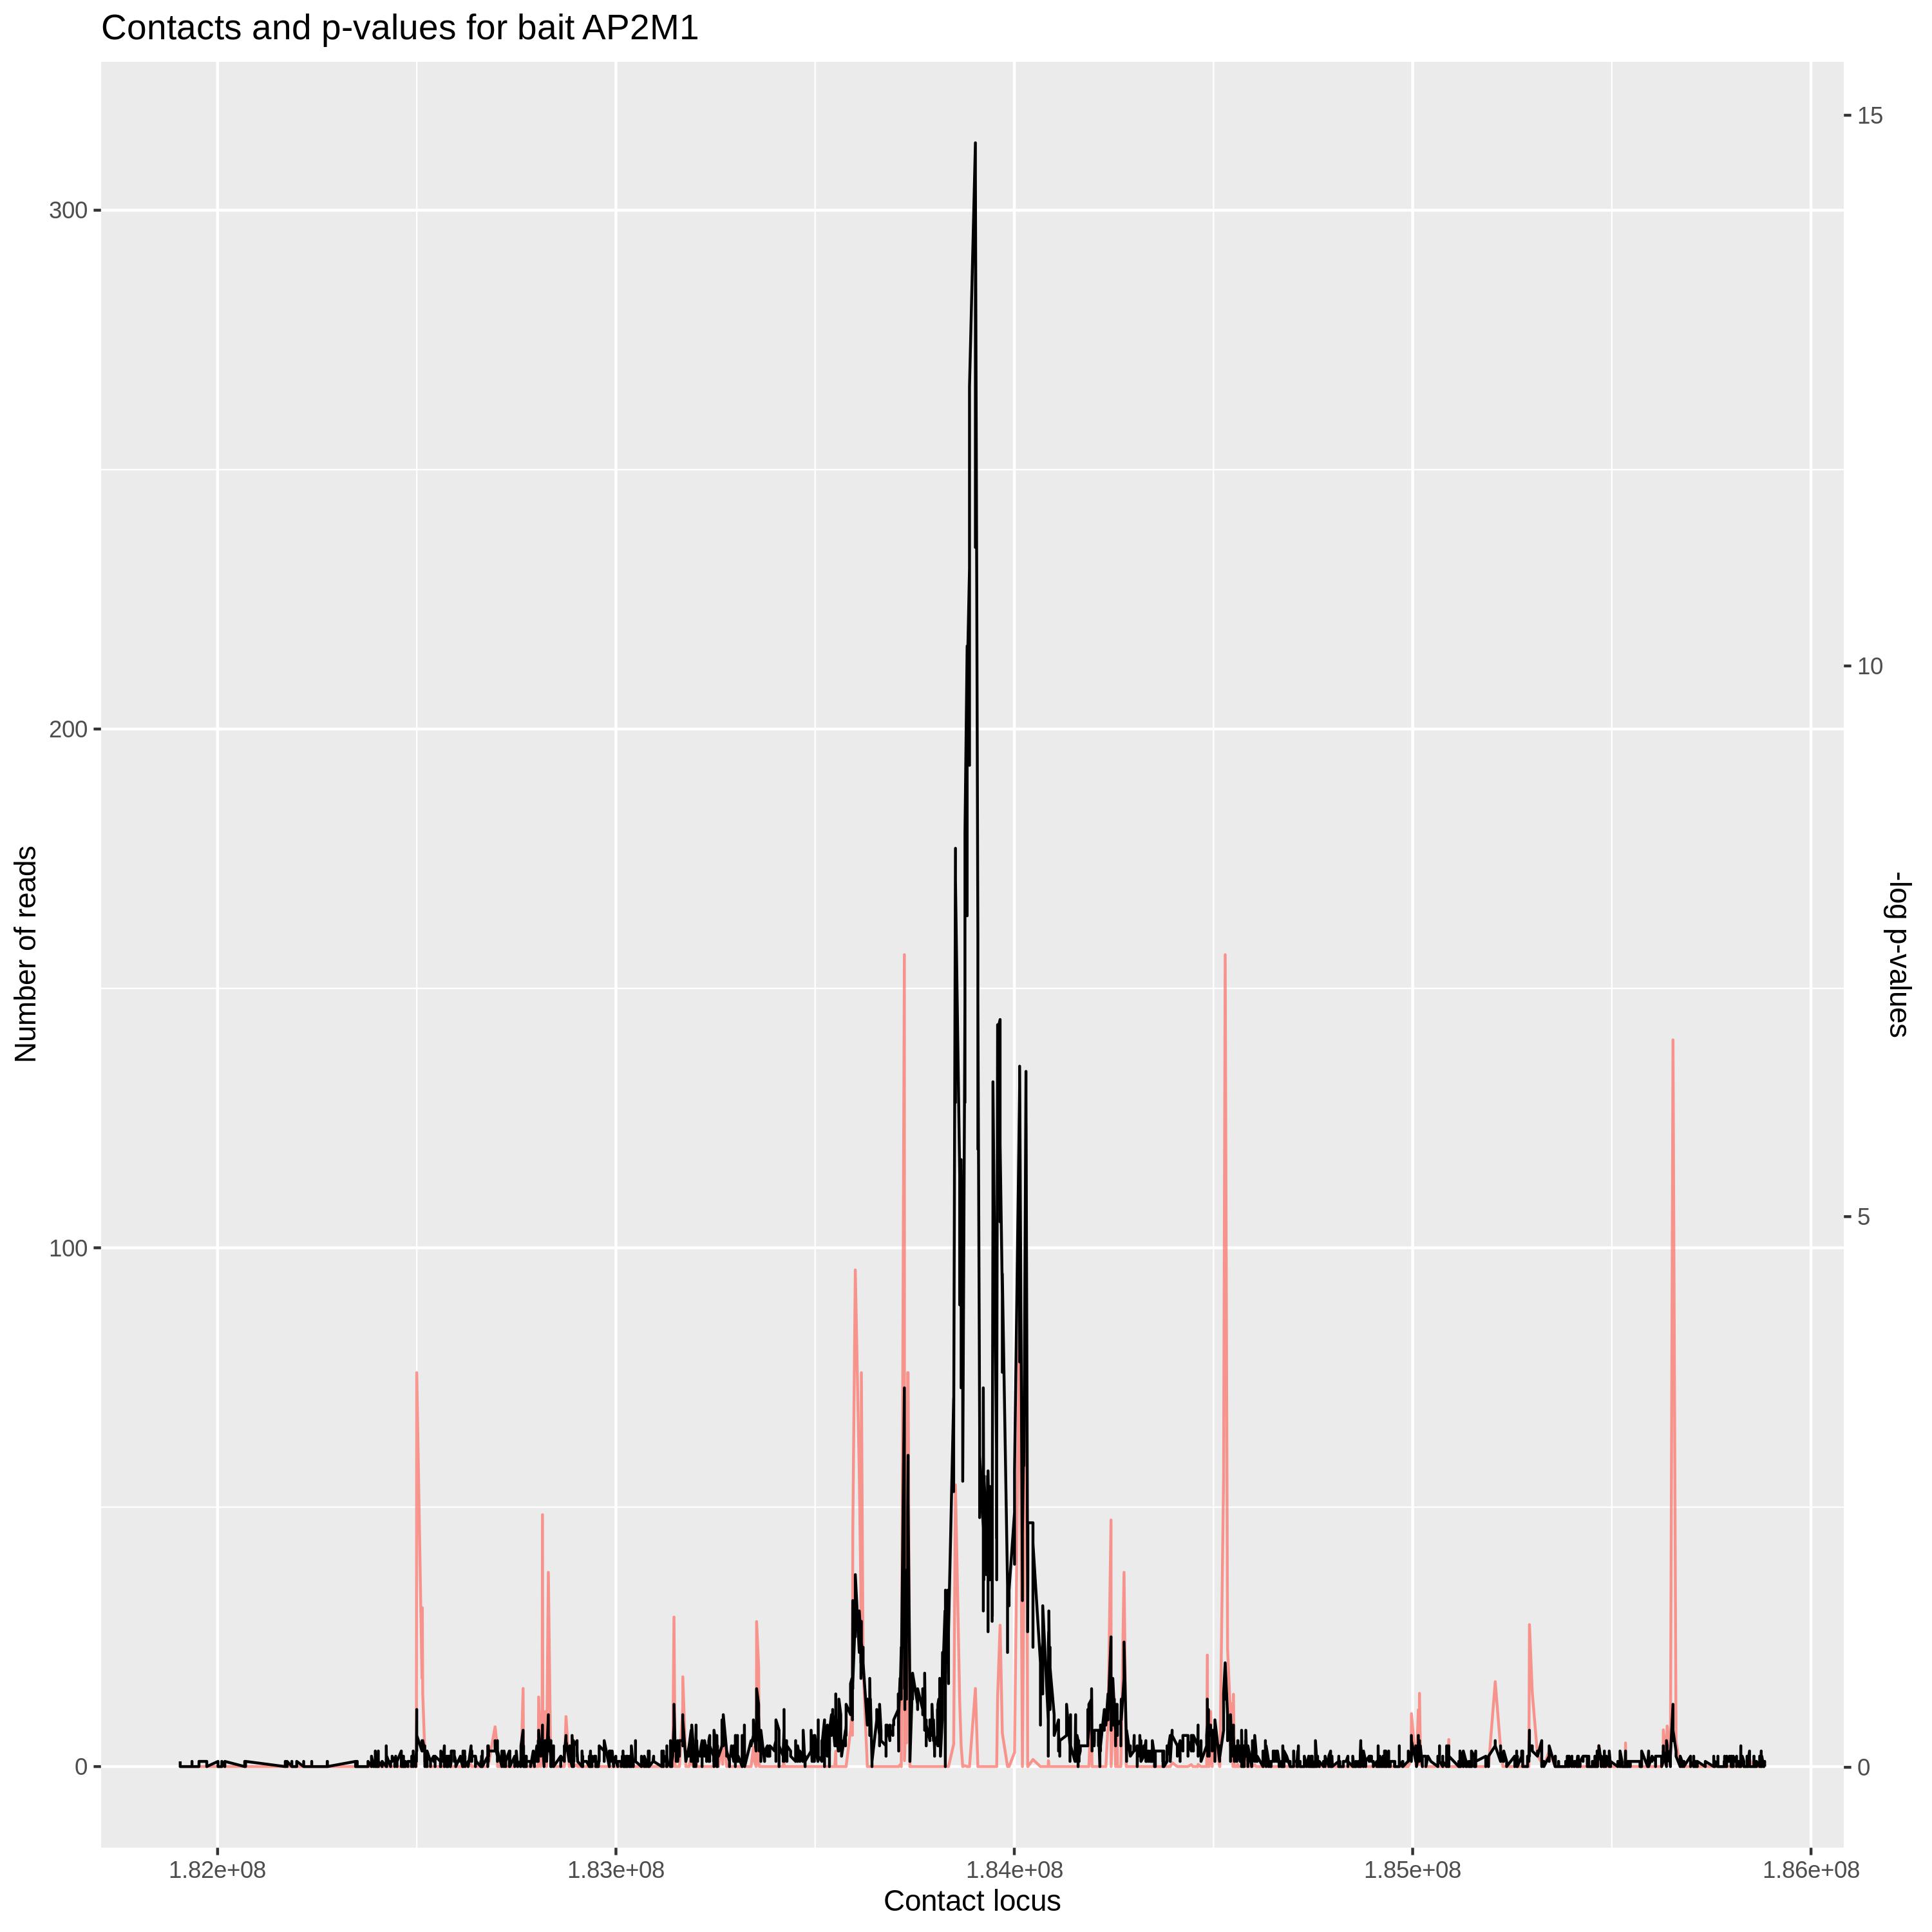 Contacts and p-values for bait AP2M1
15
300
10
200
Number of reads
-log p-values
5
100
0
0
1.82e+08
1.83e+08
1.84e+08
1.85e+08
1.86e+08
Contact locus